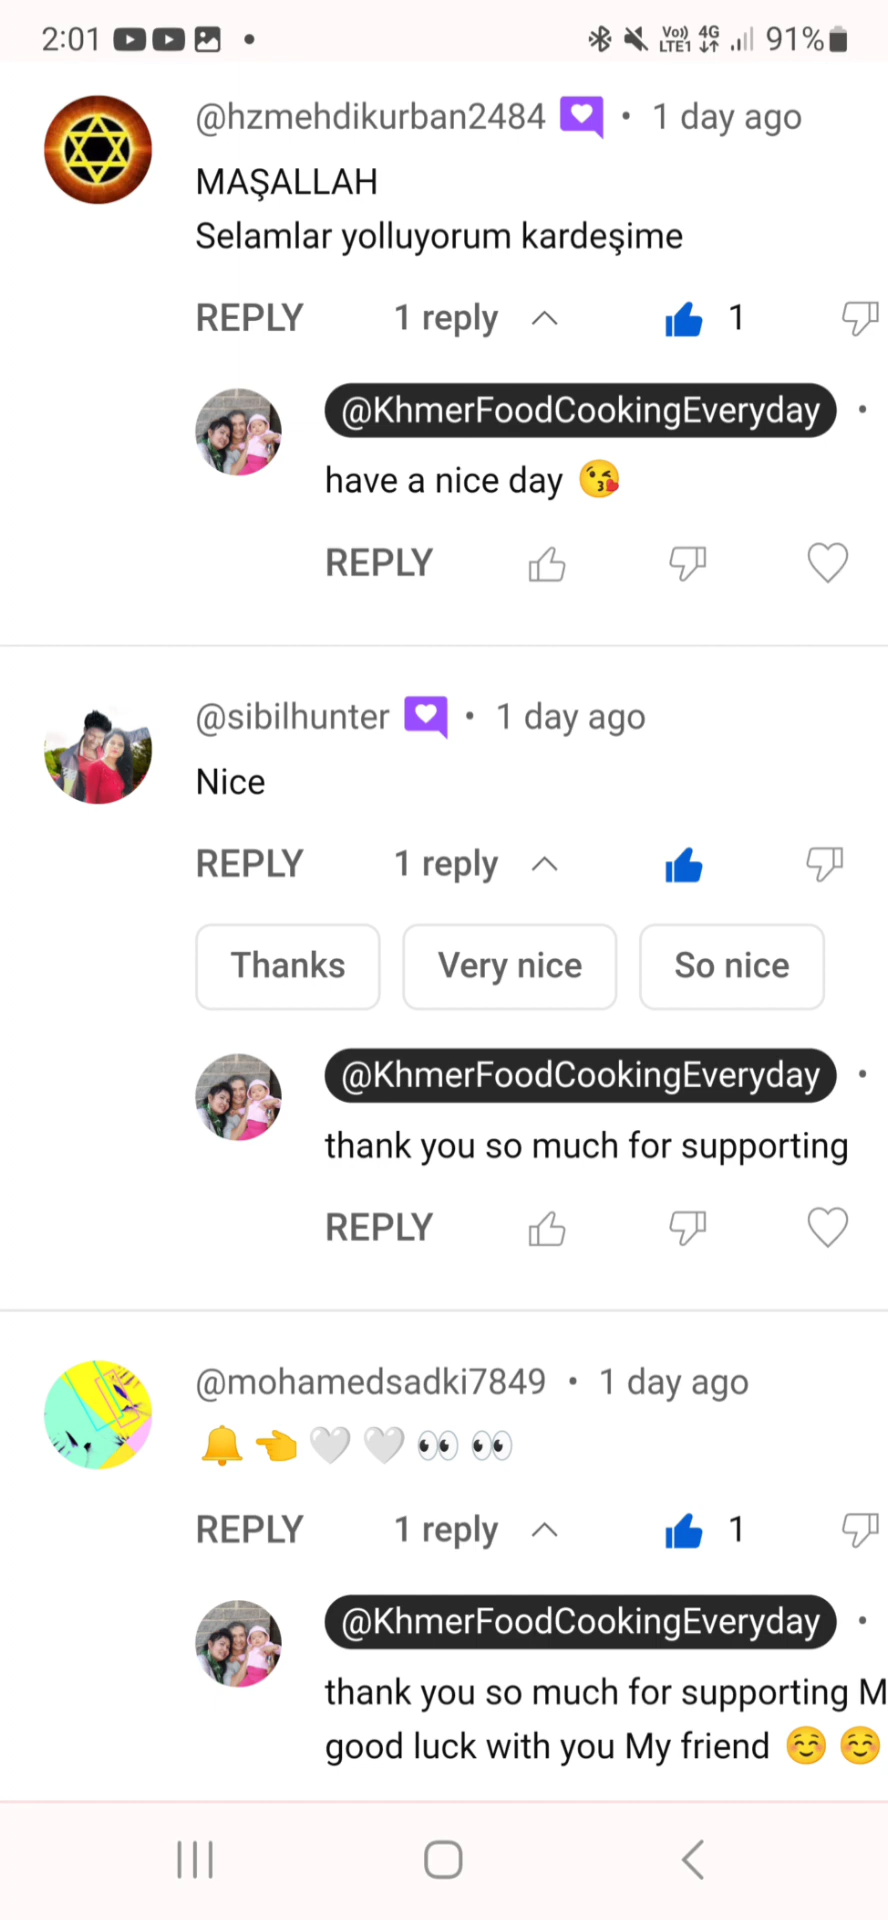 2:01 Vo)) LTE1 4G 91%
@hzmehdikurban2484 • 1 day ago
MAŞALLAH
Selamlar yolluyorum kardeşime
REPLY 1 reply 1
@KhmerFoodCookingEveryday •
have a nice day 😘
REPLY
@sibilhunter • 1 day ago
Nice
REPLY 1 reply
Thanks Very nice So nice
@KhmerFoodCookingEveryday •
thank you so much for supporting
REPLY
@mohamedsadki7849 • 1 day ago
🔔👈🤍🤍👀👀
REPLY 1 reply 1
@KhmerFoodCookingEveryday •
thank you so much for supporting M
good luck with you My friend ☺️ ☺️